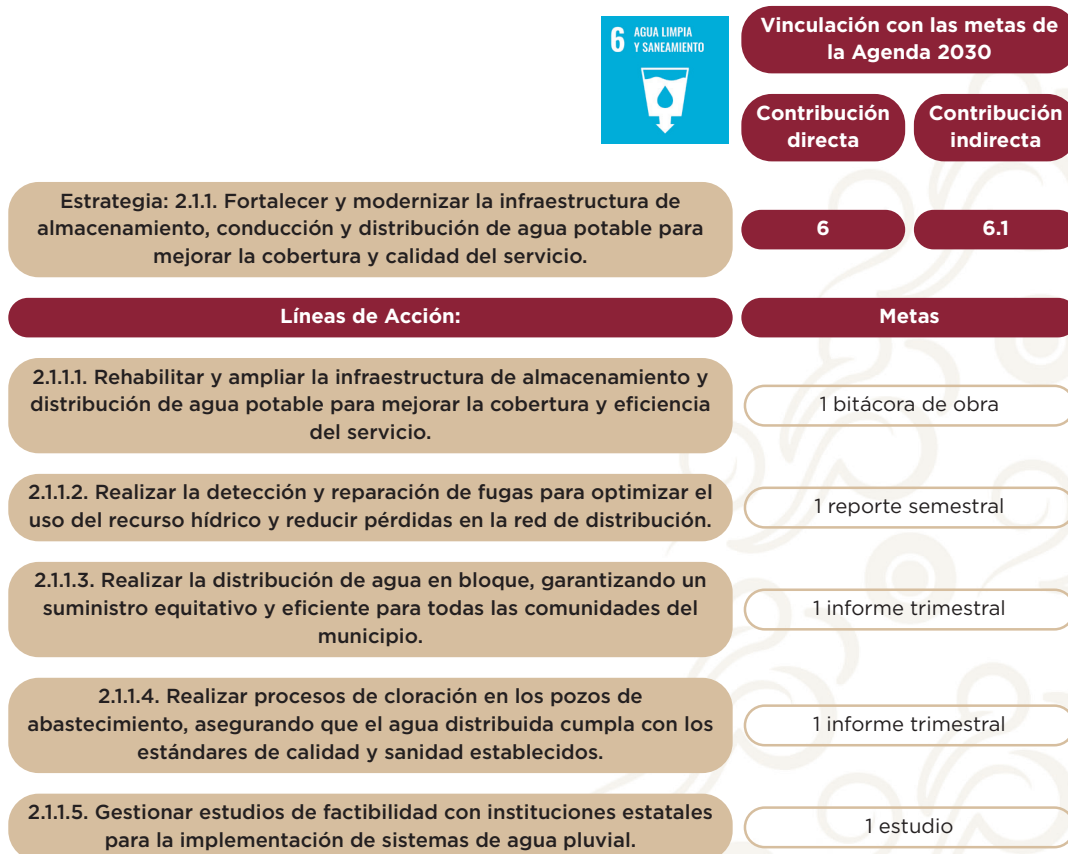 6 AGUA LIMPIA
Y SANEAMIENTO
Vinculación con las metas de
la Agenda 2030
Contribución
directa
Contribución
indirecta
Estrategia: 2.1.1. Fortalecer y modernizar la infraestructura de
almacenamiento, conducción y distribución de agua potable para
mejorar la cobertura y calidad del servicio.
6
6.1
Líneas de Acción:
Metas
2.1.1.1. Rehabilitar y ampliar la infraestructura de almacenamiento y
distribución de agua potable para mejorar la cobertura y eficiencia
del servicio.
1 bitácora de obra
2.1.1.2. Realizar la detección y reparación de fugas para optimizar el
uso del recurso hídrico y reducir pérdidas en la red de distribución.
1 reporte semestral
2.1.1.3. Realizar la distribución de agua en bloque, garantizando un
suministro equitativo y eficiente para todas las comunidades del
municipio.
1 informe trimestral
2.1.1.4. Realizar procesos de cloración en los pozos de
abastecimiento, asegurando que el agua distribuida cumpla con los
estándares de calidad y sanidad establecidos.
1 informe trimestral
2.1.1.5. Gestionar estudios de factibilidad con instituciones estatales
para la implementación de sistemas de agua pluvial.
1 estudio